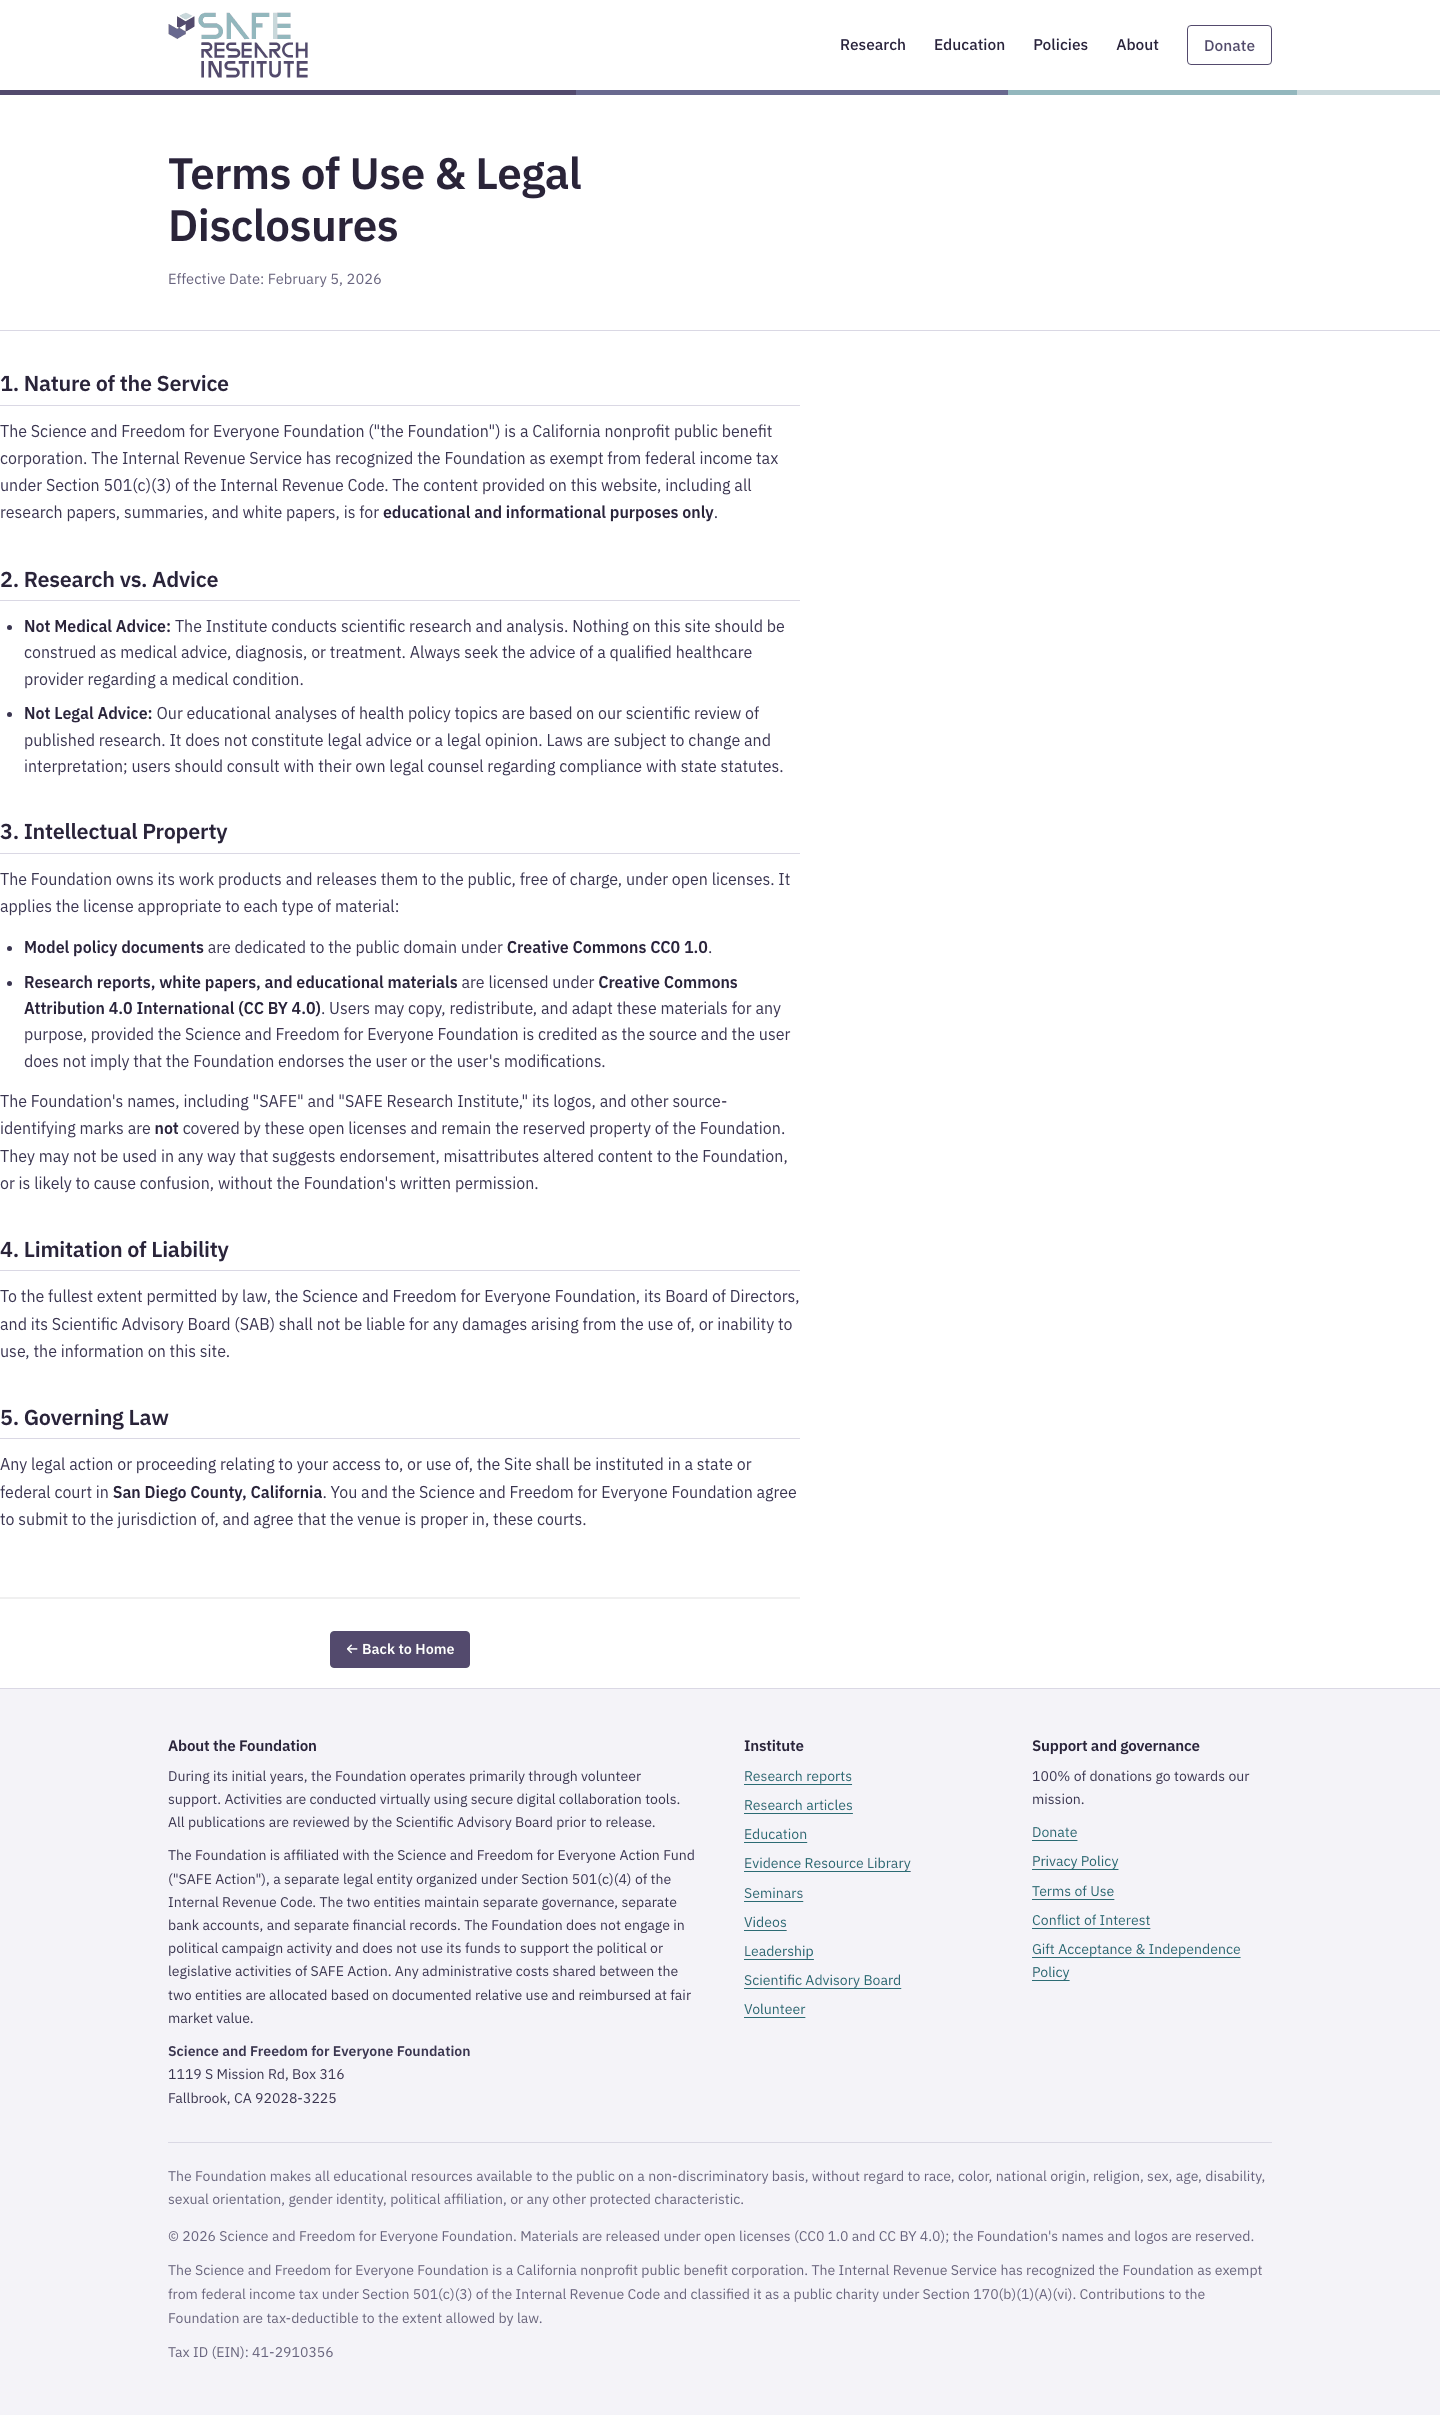 SAFE
RESEARCH
INSTITUTE
Research Education Policies About Donate
Terms of Use & Legal
Disclosures
Effective Date: February 5, 2026
1. Nature of the Service
The Science and Freedom for Everyone Foundation ("the Foundation") is a California nonprofit public benefit
corporation. The Internal Revenue Service has recognized the Foundation as exempt from federal income tax
under Section 501(c)(3) of the Internal Revenue Code. The content provided on this website, including all
research papers, summaries, and white papers, is for educational and informational purposes only.
2. Research vs. Advice
• Not Medical Advice: The Institute conducts scientific research and analysis. Nothing on this site should be
construed as medical advice, diagnosis, or treatment. Always seek the advice of a qualified healthcare
provider regarding a medical condition.
• Not Legal Advice: Our educational analyses of health policy topics are based on our scientific review of
published research. It does not constitute legal advice or a legal opinion. Laws are subject to change and
interpretation; users should consult with their own legal counsel regarding compliance with state statutes.
3. Intellectual Property
The Foundation owns its work products and releases them to the public, free of charge, under open licenses. It
applies the license appropriate to each type of material:
• Model policy documents are dedicated to the public domain under Creative Commons CC0 1.0.
• Research reports, white papers, and educational materials are licensed under Creative Commons
Attribution 4.0 International (CC BY 4.0). Users may copy, redistribute, and adapt these materials for any
purpose, provided the Science and Freedom for Everyone Foundation is credited as the source and the user
does not imply that the Foundation endorses the user or the user's modifications.
The Foundation's names, including "SAFE" and "SAFE Research Institute," its logos, and other source-
identifying marks are not covered by these open licenses and remain the reserved property of the Foundation.
They may not be used in any way that suggests endorsement, misattributes altered content to the Foundation,
or is likely to cause confusion, without the Foundation's written permission.
4. Limitation of Liability
To the fullest extent permitted by law, the Science and Freedom for Everyone Foundation, its Board of Directors,
and its Scientific Advisory Board (SAB) shall not be liable for any damages arising from the use of, or inability to
use, the information on this site.
5. Governing Law
Any legal action or proceeding relating to your access to, or use of, the Site shall be instituted in a state or
federal court in San Diego County, California. You and the Science and Freedom for Everyone Foundation agree
to submit to the jurisdiction of, and agree that the venue is proper in, these courts.
← Back to Home
About the Foundation
During its initial years, the Foundation operates primarily through volunteer
support. Activities are conducted virtually using secure digital collaboration tools.
All publications are reviewed by the Scientific Advisory Board prior to release.
The Foundation is affiliated with the Science and Freedom for Everyone Action Fund
("SAFE Action"), a separate legal entity organized under Section 501(c)(4) of the
Internal Revenue Code. The two entities maintain separate governance, separate
bank accounts, and separate financial records. The Foundation does not engage in
political campaign activity and does not use its funds to support the political or
legislative activities of SAFE Action. Any administrative costs shared between the
two entities are allocated based on documented relative use and reimbursed at fair
market value.
Science and Freedom for Everyone Foundation
1119 S Mission Rd, Box 316
Fallbrook, CA 92028-3225
Institute
Research reports
Research articles
Education
Evidence Resource Library
Seminars
Videos
Leadership
Scientific Advisory Board
Volunteer
Support and governance
100% of donations go towards our
mission.
Donate
Privacy Policy
Terms of Use
Conflict of Interest
Gift Acceptance & Independence
Policy
The Foundation makes all educational resources available to the public on a non-discriminatory basis, without regard to race, color, national origin, religion, sex, age, disability,
sexual orientation, gender identity, political affiliation, or any other protected characteristic.
© 2026 Science and Freedom for Everyone Foundation. Materials are released under open licenses (CC0 1.0 and CC BY 4.0); the Foundation's names and logos are reserved.
The Science and Freedom for Everyone Foundation is a California nonprofit public benefit corporation. The Internal Revenue Service has recognized the Foundation as exempt
from federal income tax under Section 501(c)(3) of the Internal Revenue Code and classified it as a public charity under Section 170(b)(1)(A)(vi). Contributions to the
Foundation are tax-deductible to the extent allowed by law.
Tax ID (EIN): 41-2910356